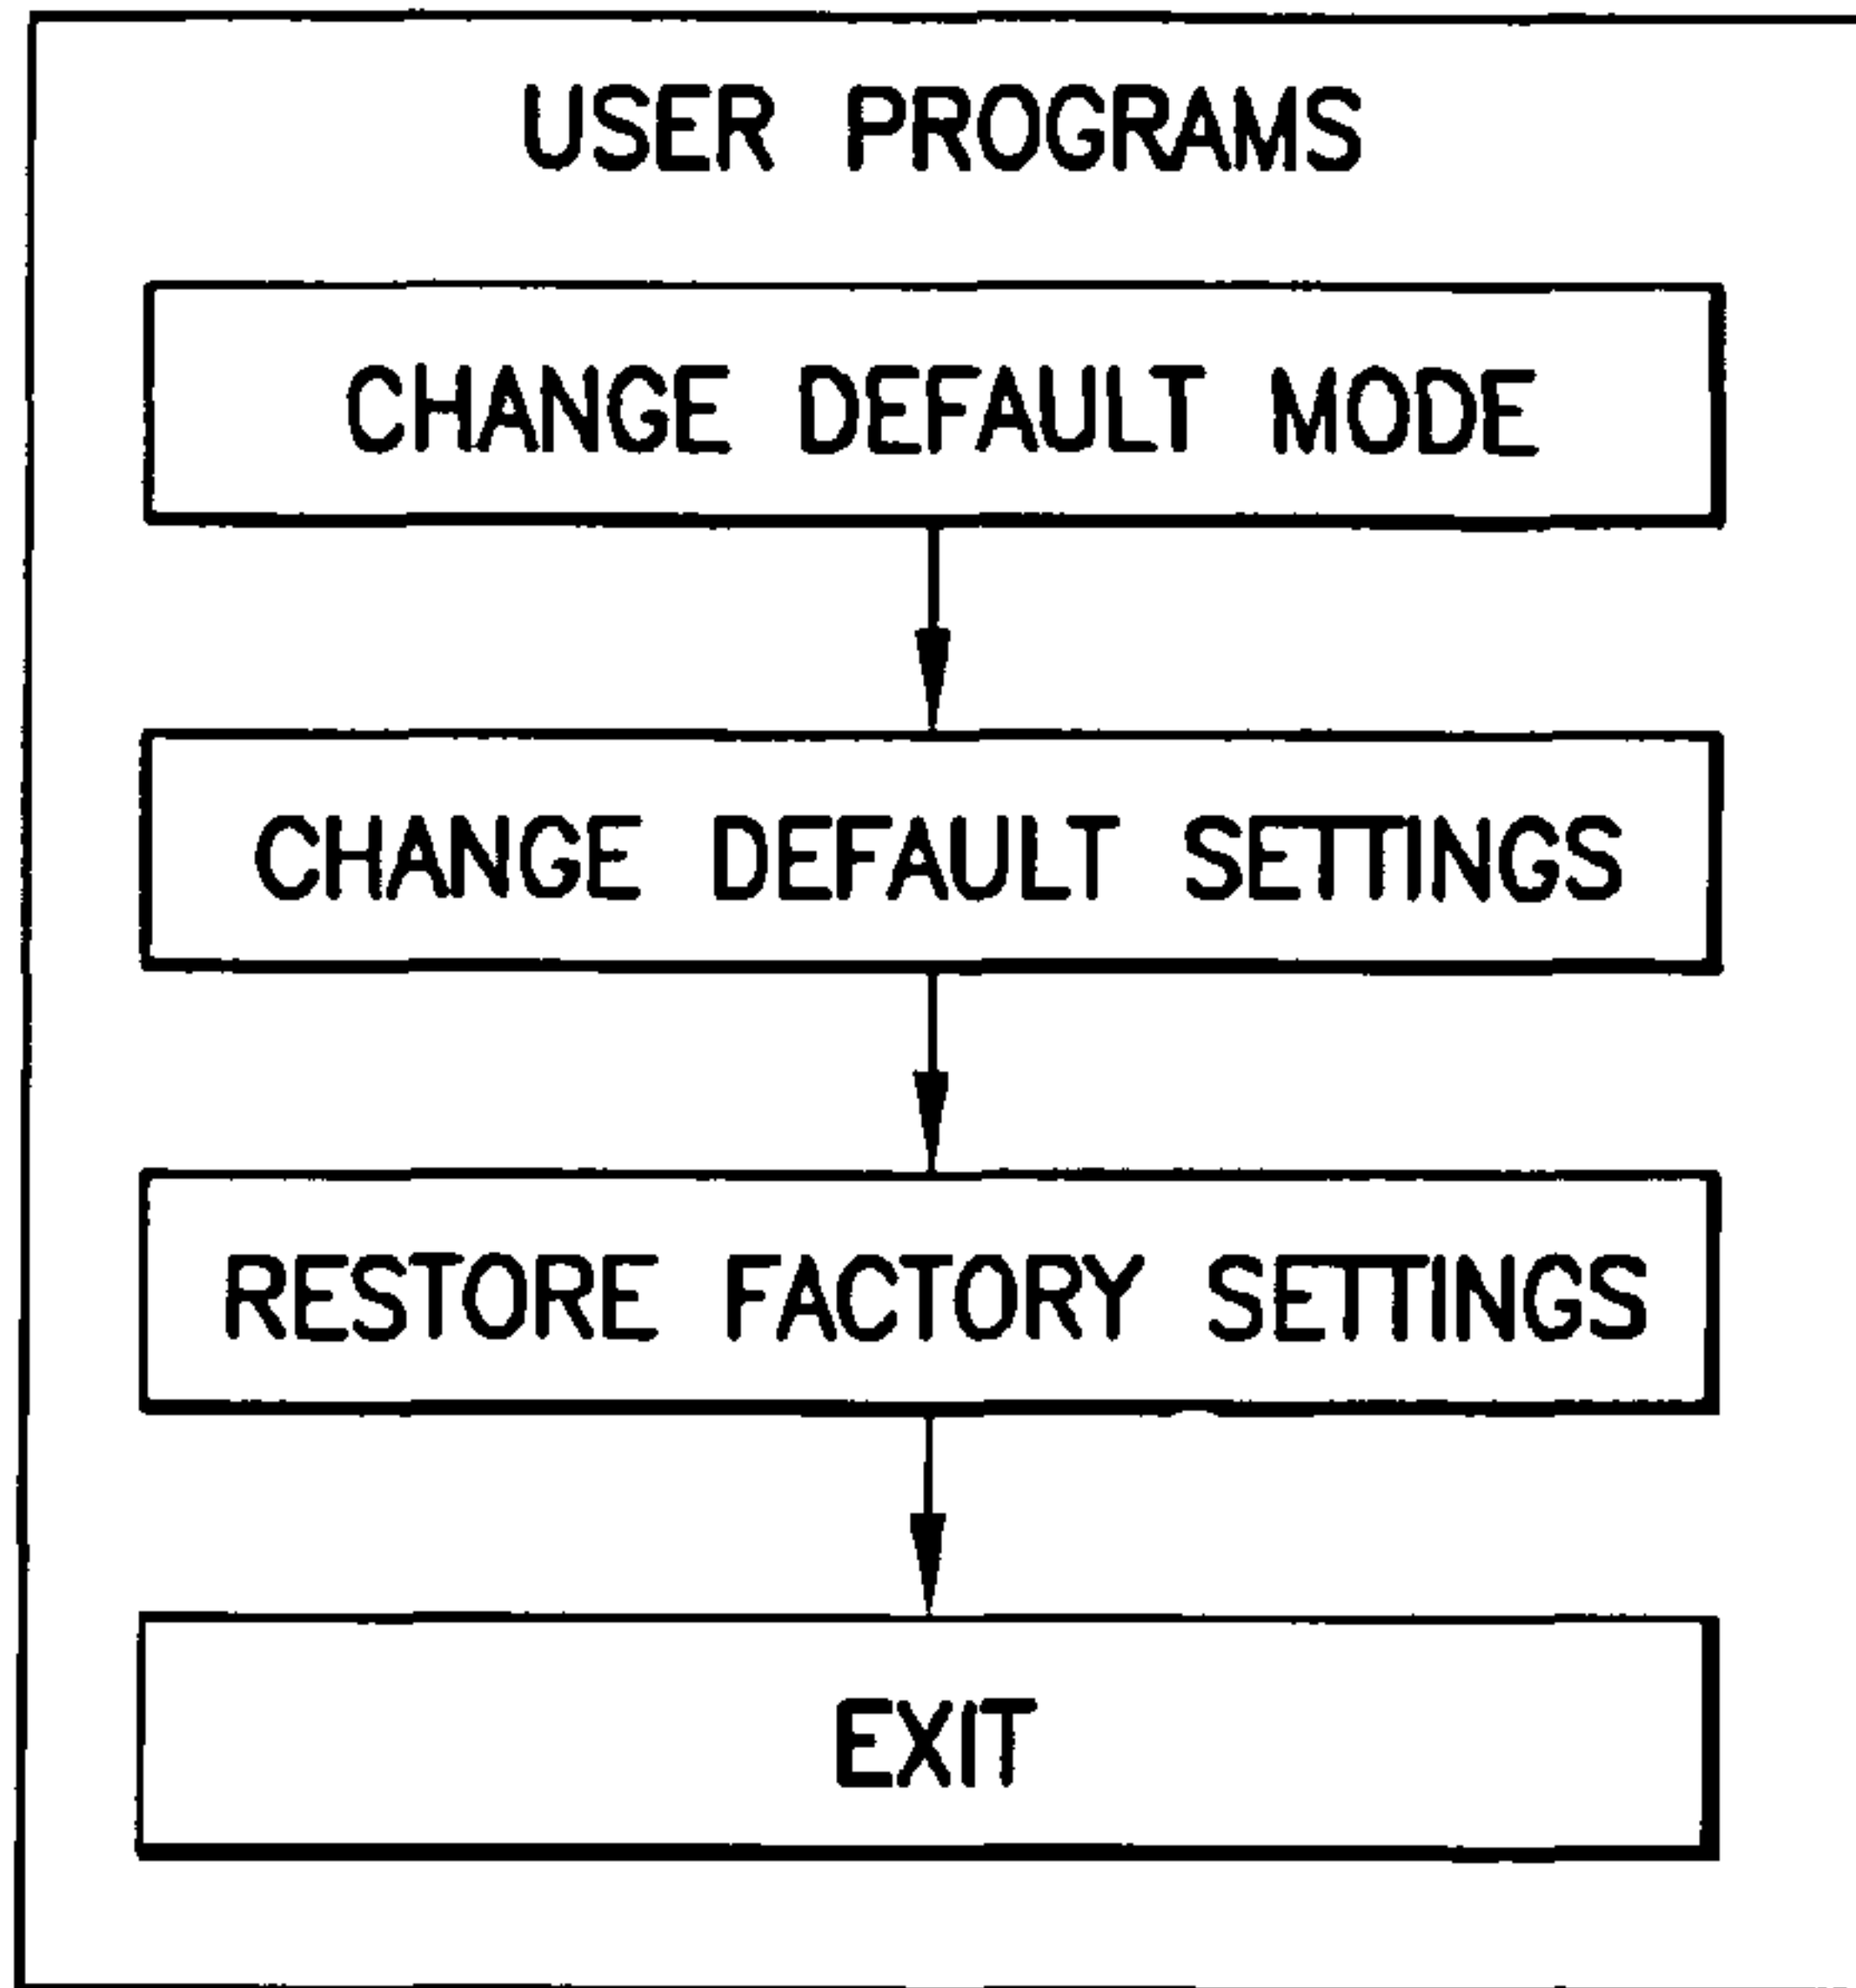 USER PROGRAMS
CHANGE DEFAULT MODE
CHANGE DEFAULT SETTINGS
RESTORE FACTORY SETTINGS
EXIT